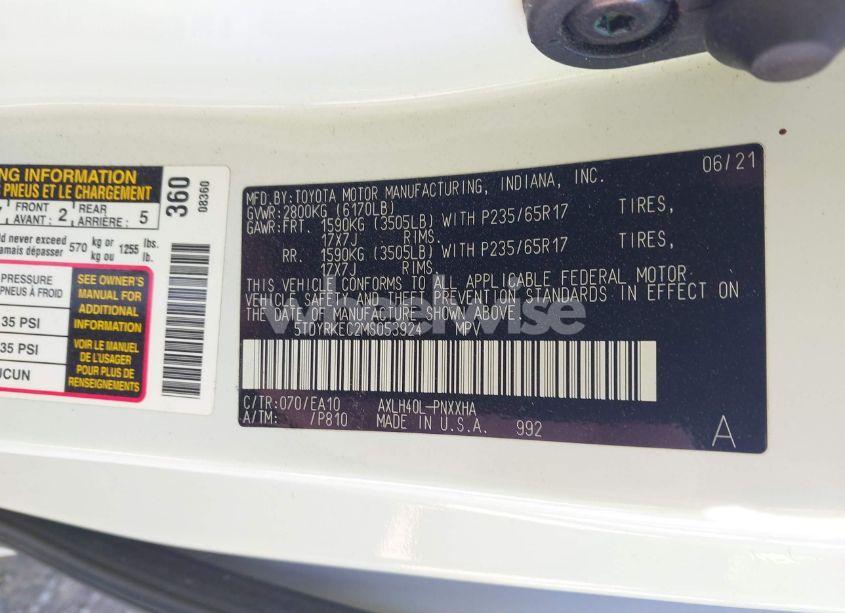 NG INFORMATION
PNEUS ET LE CHARGEMENT
FRONT 2 REAR 5
AVANT: ARRIÈRE:
ld never exceed 570 kg or 1255 lbs.
amais dépasser kg ou lb.
360
08360
PRESSURE
PNEUS À FROID
35 PSI
35 PSI
UCUN
SEE OWNER'S
MANUAL FOR
ADDITIONAL
INFORMATION
VOIR LE MANUEL
DE L'USAGER
POUR PLUS DE
RENSEIGNEMENTS
06/21
MFD.BY:TOYOTA MOTOR MANUFACTURING, INDIANA, INC.
GVWR:2800KG (6170LB)
GAWR:FRT. 1590KG (3505LB) WITH P235/65R17 TIRES,
17X7J RIMS.
RR. 1590KG (3505LB) WITH P235/65R17 TIRES,
17X7J RIMS.
THIS VEHICLE CONFORMS TO ALL APPLICABLE FEDERAL MOTOR
VEHICLE SAFETY AND THEFT PREVENTION STANDARDS IN EFFECT ON
THE DATE OF MANUFACTURE SHOWN ABOVE.
5TDYRKEC2MS053924 MPV
C/TR:070/EA10 AXLH40L-PNXXHA
A/TM: /P810 MADE IN U.S.A. 992
A
wheelwise